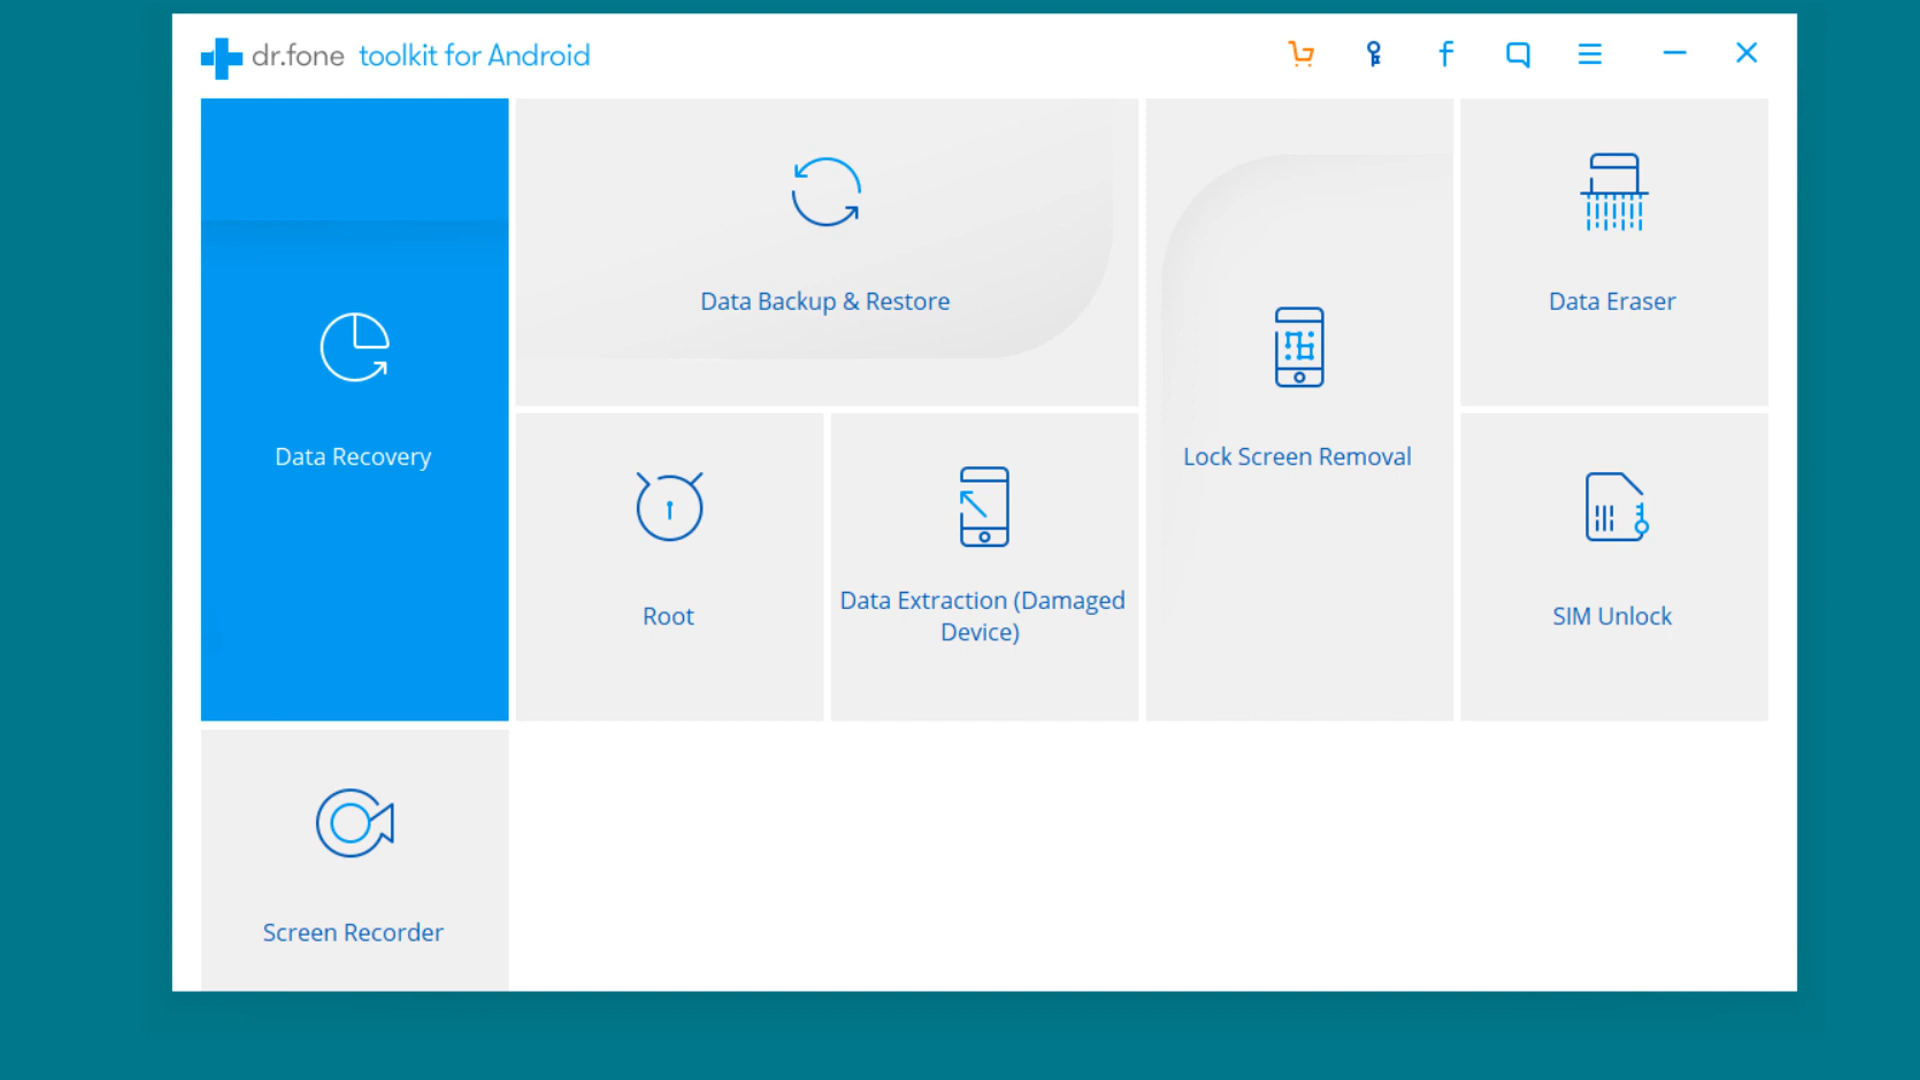 dr.fone toolkit for Android
Data Recovery
Data Backup & Restore
Lock Screen Removal
Data Eraser
Root
Data Extraction (Damaged
Device)
SIM Unlock
Screen Recorder